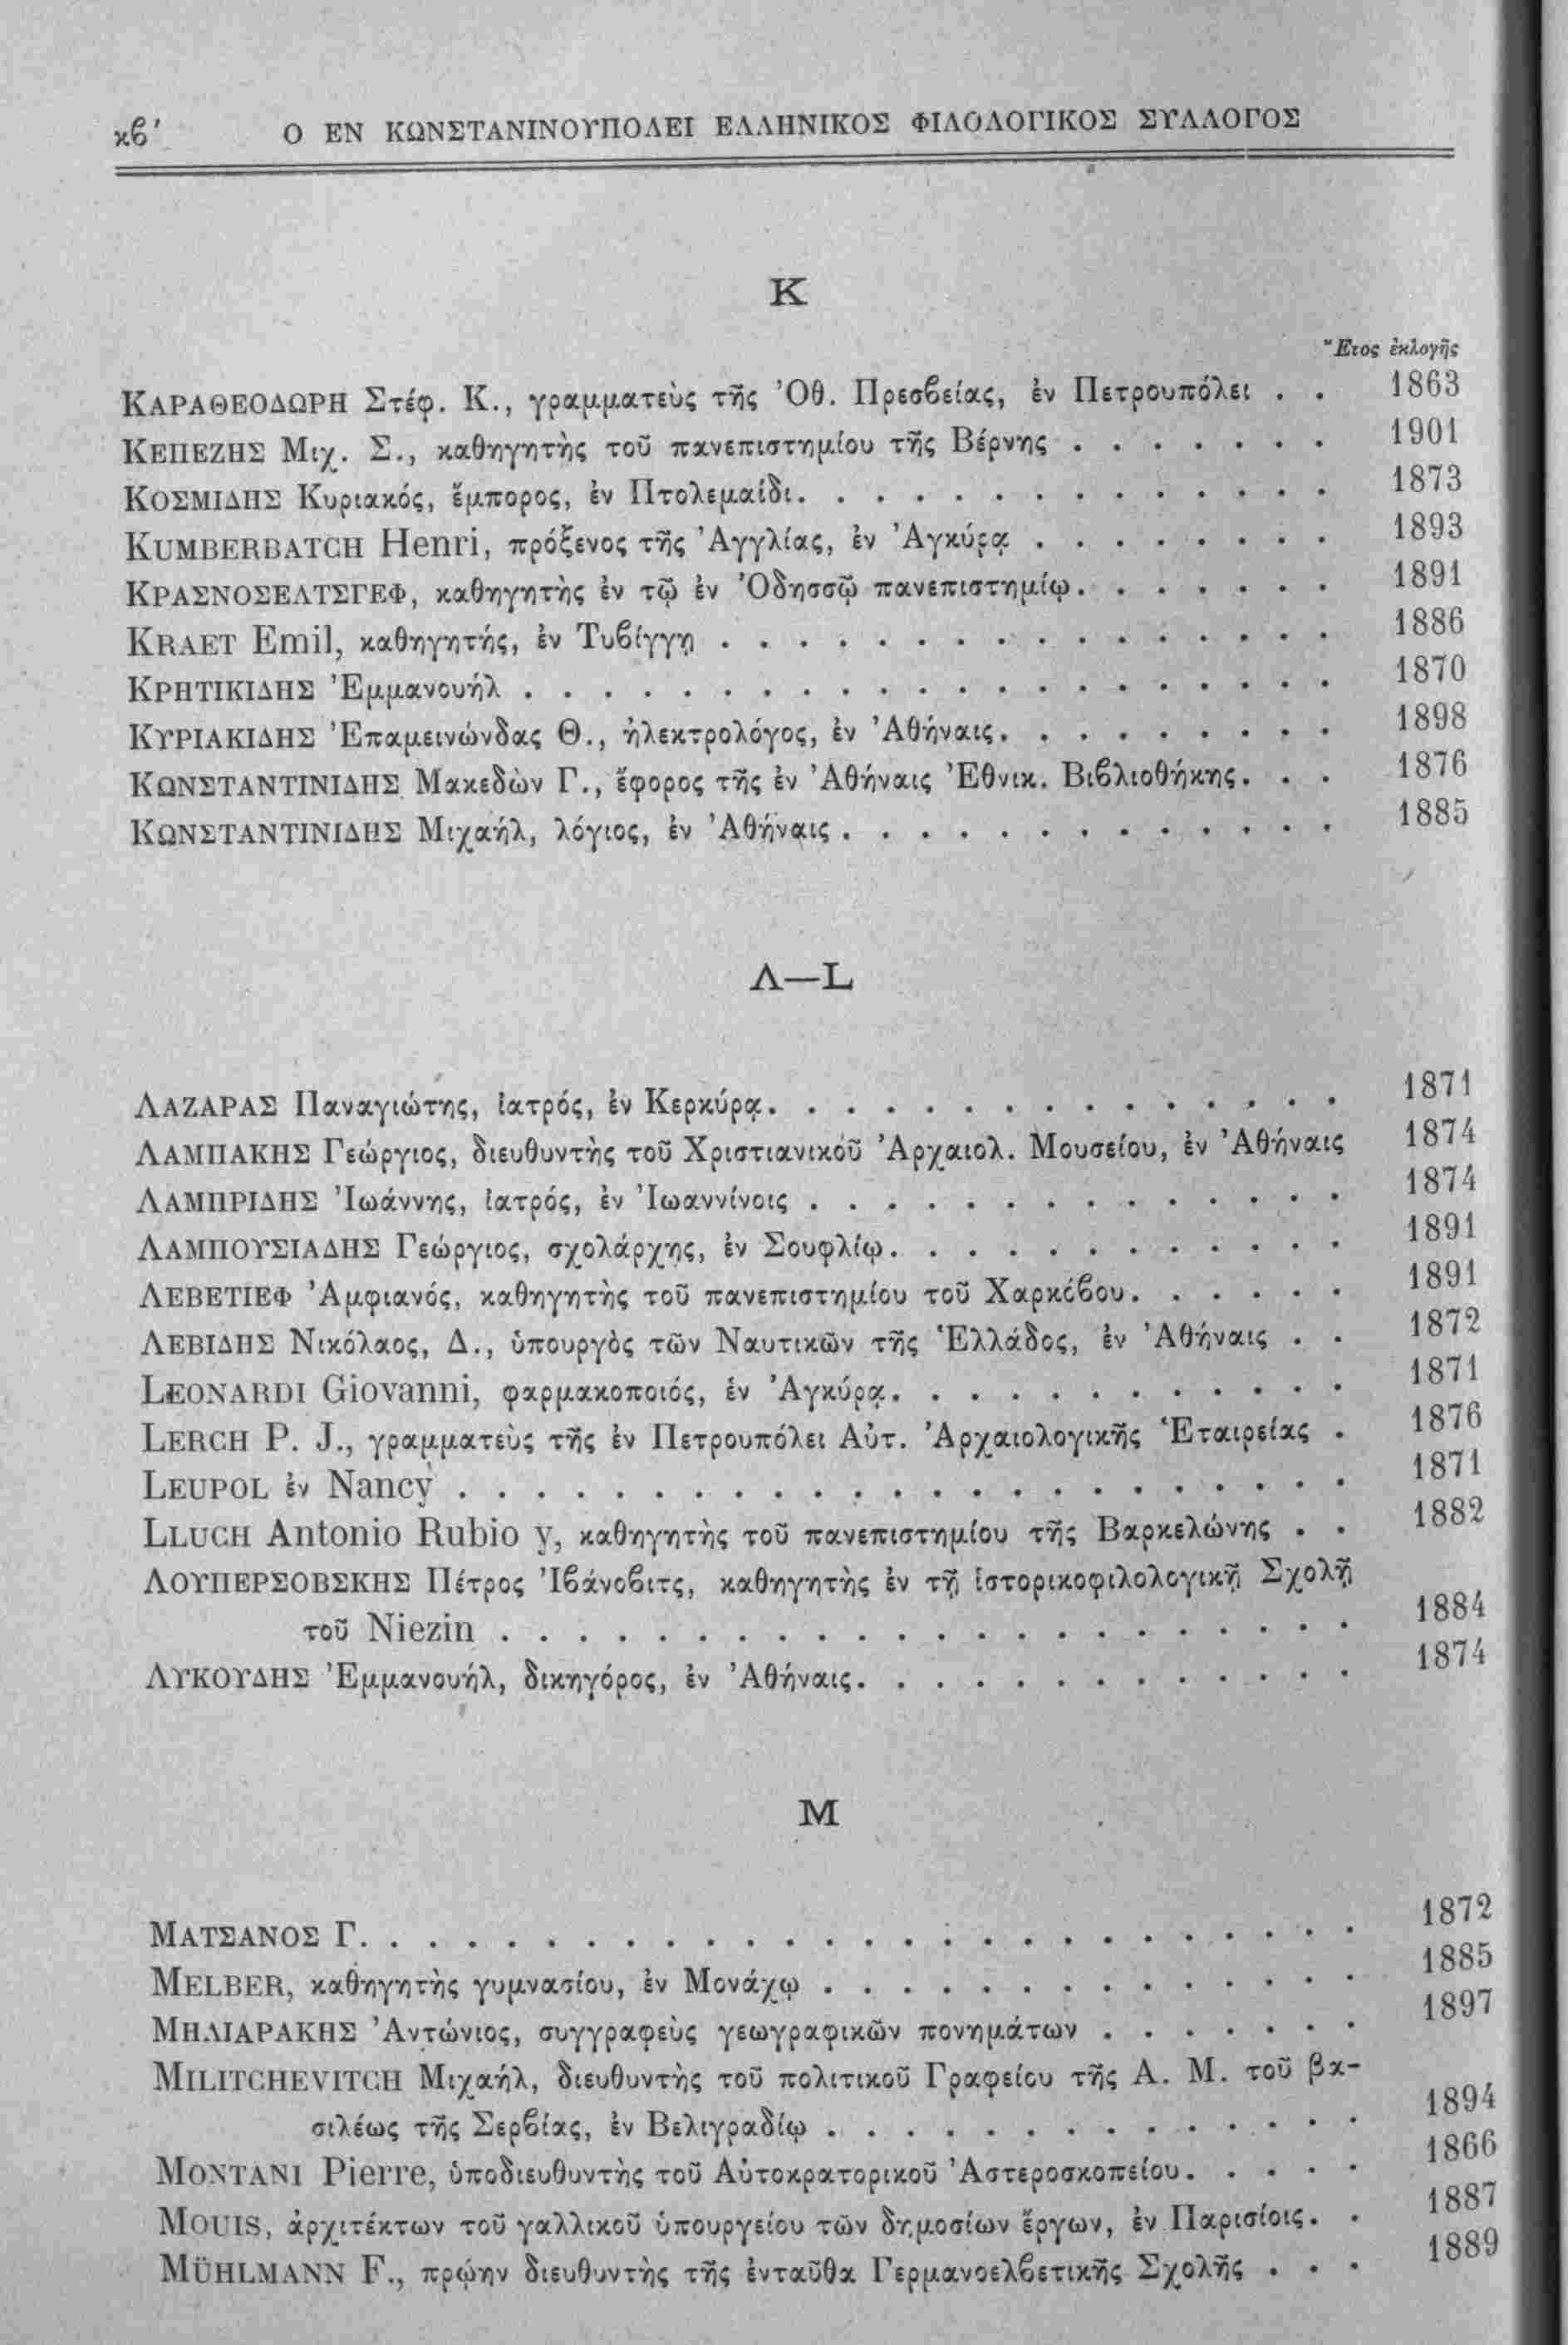 κϐ′ Ο ΕΝ ΚΩΝΣΤΑΝΙΝΟΥΠΟΛΕΙ ΕΛΛΗΝΙΚΟΣ ΦΙΛΟΛΟΓΙΚΟΣ ΣΥΛΛΟΓΟΣ
Κ
Ἔτος ἐκλογῆς
ΚΑΡΑΘΕΟΔΩΡΗ Στέφ. Κ., γραμματεὺς τῆς Ὀθ. Πρεσϐείας, ἐν Πετρουπόλει . . 1863
ΚΕΠΕΖΗΣ Μιχ. Σ., καθηγητὴς τοῦ πανεπιστημίου τῆς Βέρνης . . . . . . . 1901
ΚΟΣΜΙΔΗΣ Κυριακός, ἔμπορος, ἐν Πτολεμαίδι. . . . . . . . . . . . . . 1873
KUMBERBATCH Henri, πρόξενος τῆς Ἀγγλίας, ἐν Ἀγκύρᾳ . . . . . . . . 1893
ΚΡΑΣΝΟΣΕΛΤΣΓΕΦ, καθηγητὴς ἐν τῷ ἐν Ὀδησσῷ πανεπιστημίῳ. . . . . . . 1891
KRAET Emil, καθηγητής, ἐν Τυϐίγγῃ . . . . . . . . . . . . . . . . 1886
ΚΡΗΤΙΚΙΔΗΣ Ἐμμανουήλ . . . . . . . . . . . . . . . . . . . . . 1870
ΚΥΡΙΑΚΙΔΗΣ Ἐπαμεινώνδας Θ., ἠλεκτρολόγος, ἐν Ἀθήναις. . . . . . . . . 1898
ΚΩΝΣΤΑΝΤΙΝΙΔΗΣ Μακεδὼν Γ., ἔφορος τῆς ἐν Ἀθήναις Ἐθνικ. Βιϐλιοθήκης. . . 1876
ΚΩΝΣΤΑΝΤΙΝΙΔΗΣ Μιχαήλ, λόγιος, ἐν Ἀθήναις . . . . . . . . . . . . . 1885
Λ—L
ΛΑΖΑΡΑΣ Παναγιώτης, ἰατρός, ἐν Κερκύρᾳ. . . . . . . . . . . . . . . 1871
ΛΑΜΠΑΚΗΣ Γεώργιος, διευθυντὴς τοῦ Χριστιανικοῦ Ἀρχαιολ. Μουσείου, ἐν Ἀθήναις 1874
ΛΑΜΠΡΙΔΗΣ Ἰωάννης, ἰατρός, ἐν Ἰωαννίνοις . . . . . . . . . . . . . . 1874
ΛΑΜΠΟΥΣΙΑΔΗΣ Γεώργιος, σχολάρχης, ἐν Σουφλίῳ. . . . . . . . . . . . 1891
ΛΕΒΕΤΙΕΦ Ἀμφιανός, καθηγητὴς τοῦ πανεπιστημίου τοῦ Χαρκόϐου. . . . . . 1891
ΛΕΒΙΔΗΣ Νικόλαος, Δ., ὑπουργὸς τῶν Ναυτικῶν τῆς Ἑλλάδος, ἐν Ἀθήναις . . 1872
LEONARDI Giovanni, φαρμακοποιός, ἐν Ἀγκύρᾳ. . . . . . . . . . . . 1871
LERCH P. J., γραμματεὺς τῆς ἐν Πετρουπόλει Αὐτ. Ἀρχαιολογικῆς Ἑταιρείας . 1876
LEUPOL ἐν Nancy . . . . . . . . . . . . . . . . . . . . . . . 1871
LLUCH Antonio Rubio y, καθηγητὴς τοῦ πανεπιστημίου τῆς Βαρκελώνης . . 1882
ΛΟΥΠΕΡΣΟΒΣΚΗΣ Πέτρος Ἰϐάνοϐιτς, καθηγητὴς ἐν τῇ ἱστορικοφιλολογικῇ Σχολῇ
τοῦ Niezin . . . . . . . . . . . . . . . . . . . . . . 1884
ΛΥΚΟΥΔΗΣ Ἐμμανουήλ, δικηγόρος, ἐν Ἀθήναις. . . . . . . . . . . . . 1874
Μ
ΜΑΤΣΑΝΟΣ Γ. . . . . . . . . . . . . . . . . . . . . . . . . . 1872
MELBER, καθηγητὴς γυμνασίου, ἐν Μονάχῳ . . . . . . . . . . . . . . 1885
ΜΗΛΙΑΡΑΚΗΣ Ἀντώνιος, συγγραφεὺς γεωγραφικῶν πονημάτων . . . . . . . 1897
MILITCHEVITCH Μιχαήλ, διευθυντὴς τοῦ πολιτικοῦ Γραφείου τῆς Α. Μ. τοῦ βα-
σιλέως τῆς Σερϐίας, ἐν Βελιγραδίῳ . . . . . . . . . . . . . . 1894
MONTANI Pierre, ὑποδιευθυντὴς τοῦ Αὐτοκρατορικοῦ Ἀστεροσκοπείου. . . . . 1866
MOUIS, ἀρχιτέκτων τοῦ γαλλικοῦ ὑπουργείου τῶν δημοσίων ἔργων, ἐν Παρισίοις. . 1887
MÜHLMANN F., πρώην διευθυντὴς τῆς ἐνταῦθα Γερμανοελϐετικῆς Σχολῆς . . . 1889